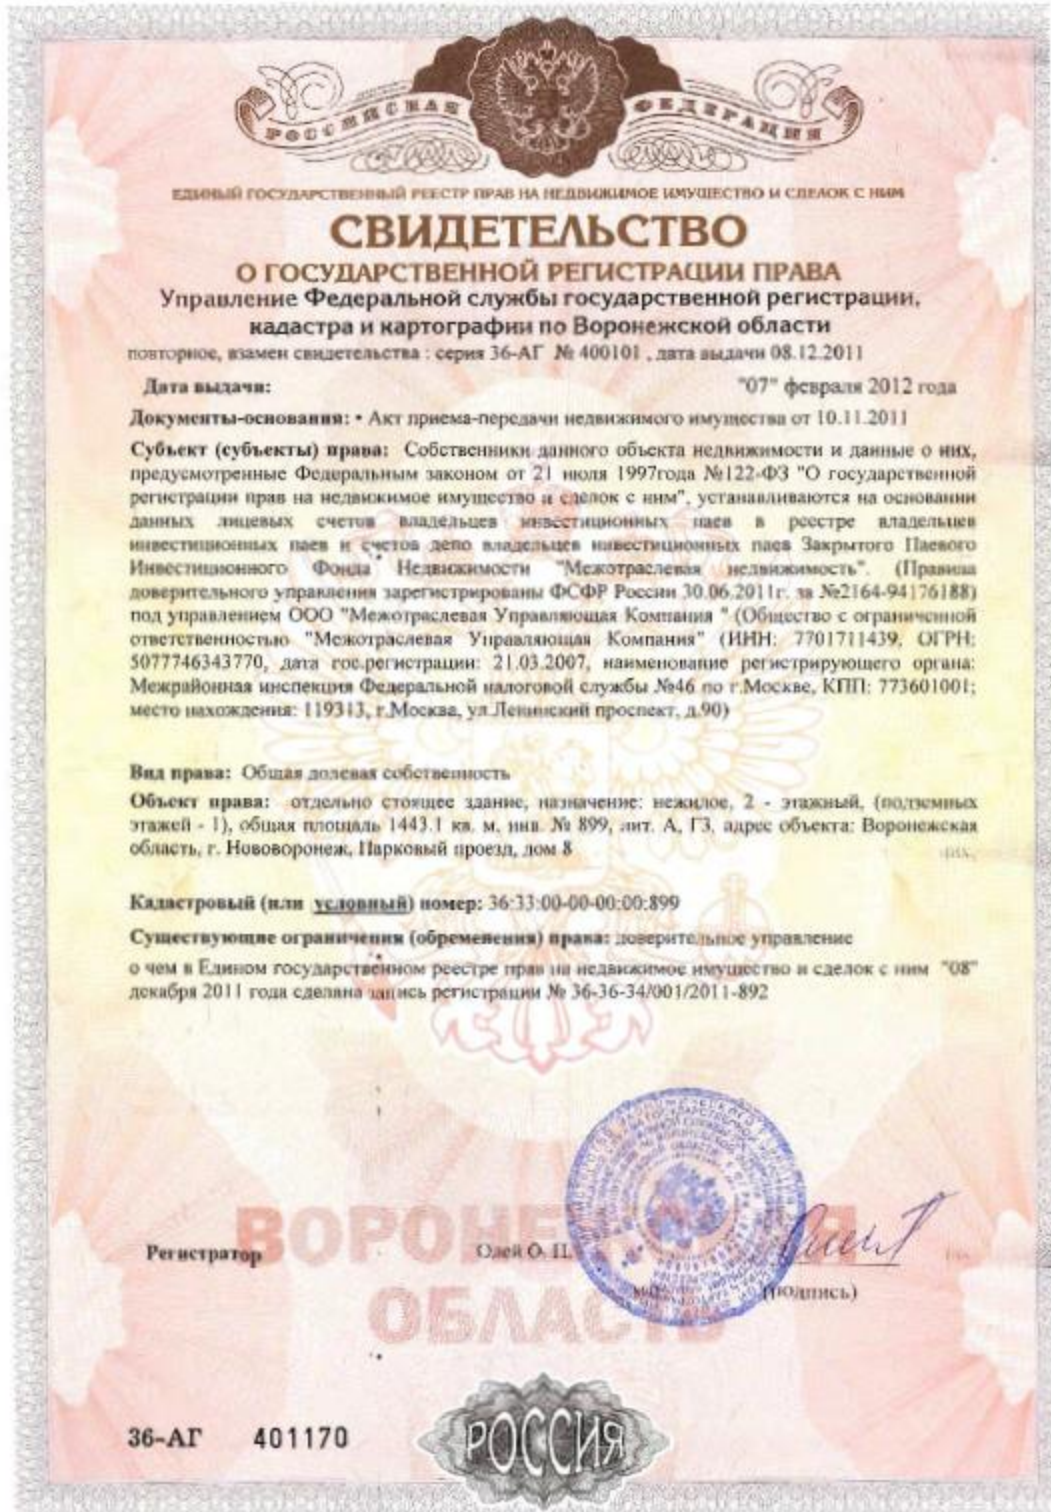 РОССИЙСКАЯ ФЕДЕРАЦИЯ
ЕДИНЫЙ ГОСУДАРСТВЕННЫЙ РЕЕСТР ПРАВ НА НЕДВИЖИМОЕ ИМУЩЕСТВО И СДЕЛОК С НИМ
СВИДЕТЕЛЬСТВО
О ГОСУДАРСТВЕННОЙ РЕГИСТРАЦИИ ПРАВА
Управление Федеральной службы государственной регистрации,
кадастра и картографии по Воронежской области
повторное, взамен свидетельства : серия 36-АГ № 400101 , дата выдачи 08.12.2011
Дата выдачи: "07" февраля 2012 года
Документы-основания: • Акт приема-передачи недвижимого имущества от 10.11.2011
Субъект (субъекты) права: Собственники данного объекта недвижимости и данные о них,
предусмотренные Федеральным законом от 21 июля 1997года №122-ФЗ "О государственной
регистрации прав на недвижимое имущество и сделок с ним", устанавливаются на основании
данных лицевых счетов владельцев инвестиционных паев в реестре владельцев
инвестиционных паев и счетов депо владельцев инвестиционных паев Закрытого Паевого
Инвестиционного Фонда Недвижимости "Межотраслевая недвижимость". (Правила
доверительного управления зарегистрированы ФСФР России 30.06.2011г. за №2164-94176188)
под управлением ООО "Межотраслевая Управляющая Компания " (Общество с ограниченной
ответственностью "Межотраслевая Управляющая Компания" (ИНН: 7701711439, ОГРН:
5077746343770, дата гос.регистрации: 21.03.2007, наименование регистрирующего органа:
Межрайонная инспекция Федеральной налоговой службы №46 по г.Москве, КПП: 773601001;
место нахождения: 119313, г.Москва, ул.Ленинский проспект, д.90)
Вид права: Общая долевая собственность
Объект права: отдельно стоящее здание, назначение: нежилое, 2 - этажный, (подземных
этажей - 1), общая площадь 1443.1 кв. м, инв. № 899, лит. А, Г3, адрес объекта: Воронежская
область, г. Нововоронеж, Парковый проезд, дом 8
Кадастровый (или условный) номер: 36:33:00-00-00:00:899
Существующие ограничения (обременения) права: доверительное управление
о чем в Едином государственном реестре прав на недвижимое имущество и сделок с ним "08"
декабря 2011 года сделана запись регистрации № 36-36-34/001/2011-892
Регистратор Олей О. П.
(подпись)
ОБЛАСТЬ
36-АГ 401170
РОССИЯ